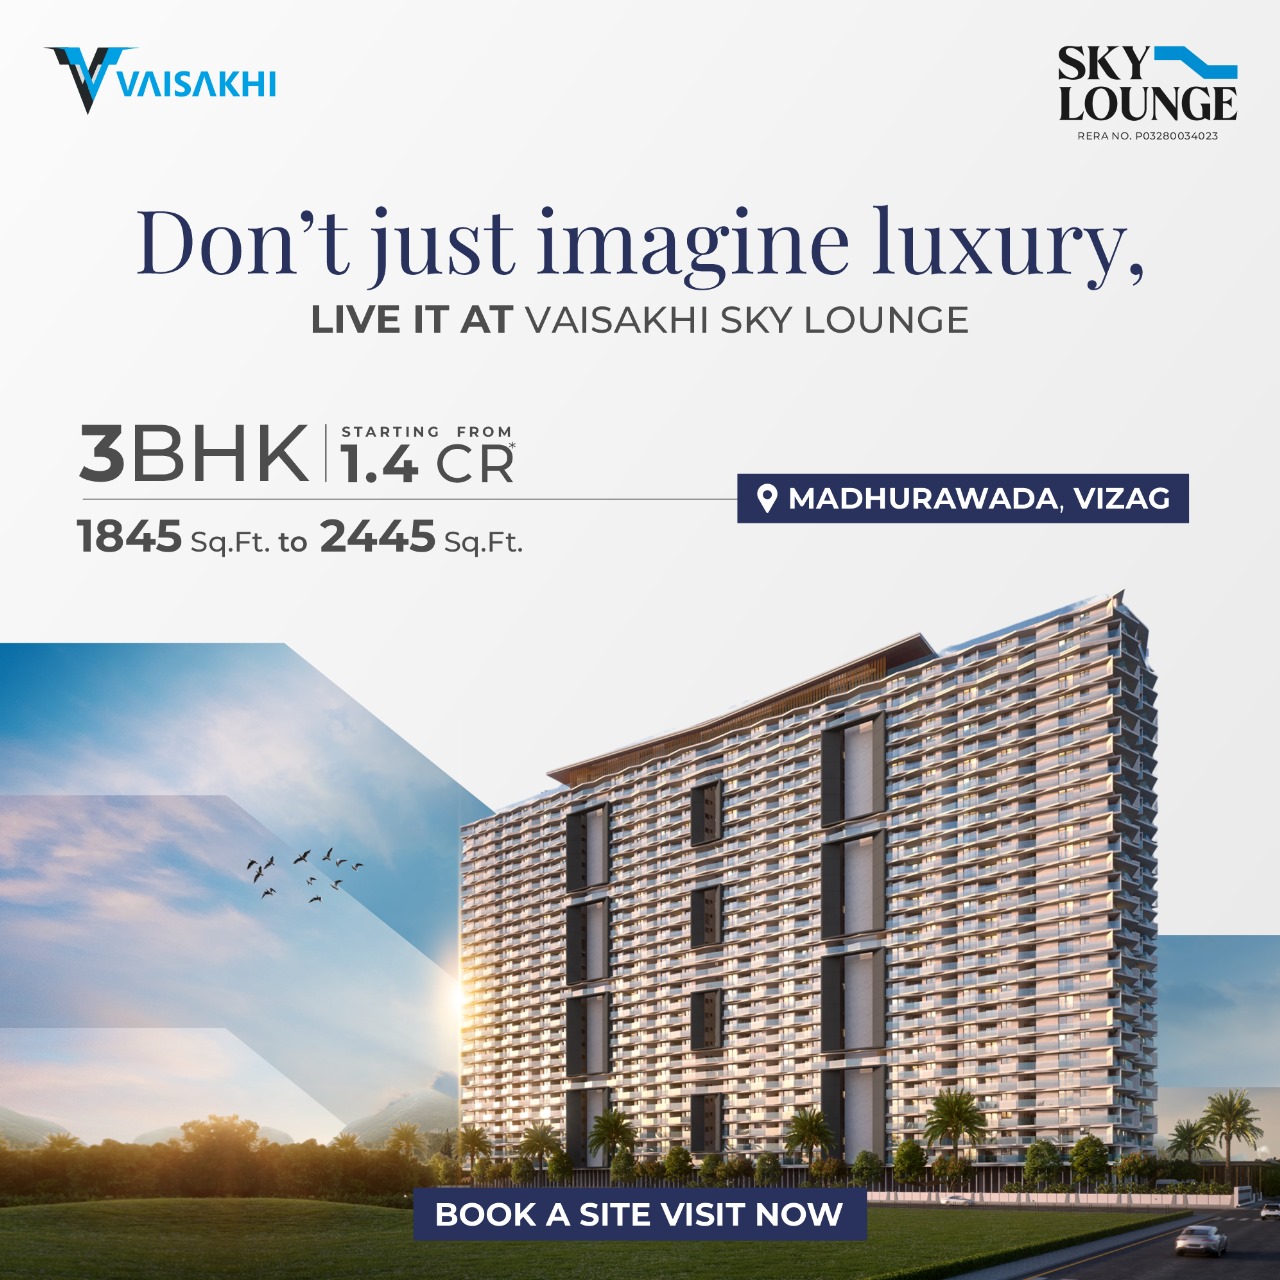 VAISAKHI
SKY
LOUNGE
RERA NO. P03280034023
Don't just imagine luxury,
LIVE IT AT VAISAKHI SKY LOUNGE
3BHK
STARTING FROM
1.4 CR*
1845 Sq.Ft. to 2445 Sq.Ft.
MADHURAWADA, VIZAG
BOOK A SITE VISIT NOW